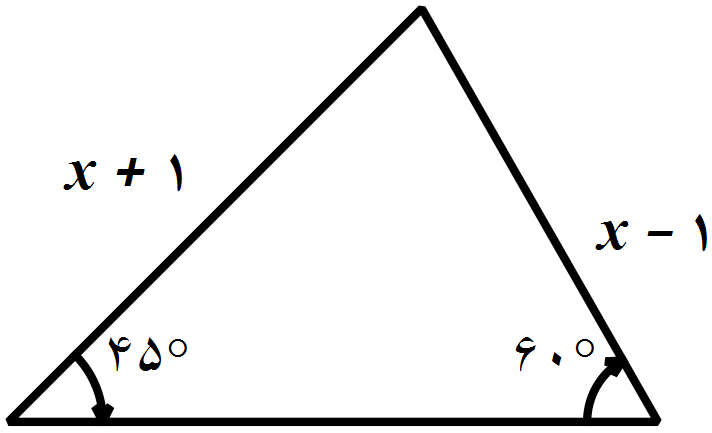 x + ۱
x − ۱
۴۵°
۶۰°